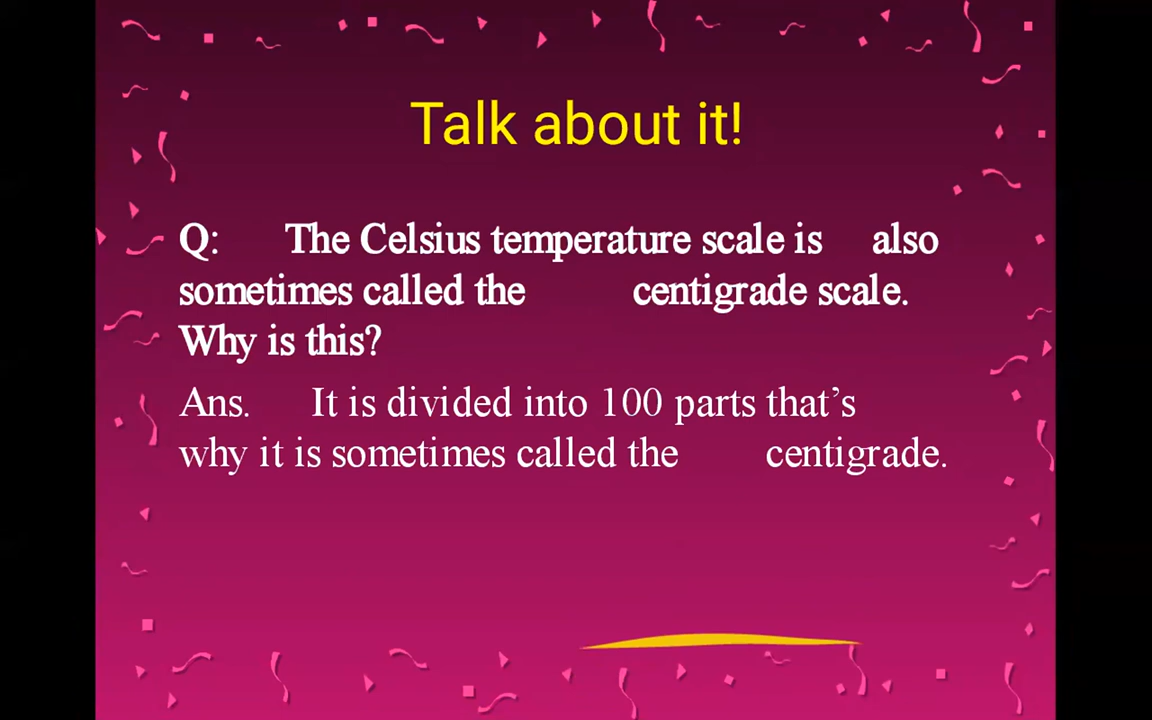 Talk about it!
Q: The Celsius temperature scale is also
sometimes called the centigrade scale.
Why is this?
Ans. It is divided into 100 parts that’s
why it is sometimes called the centigrade.